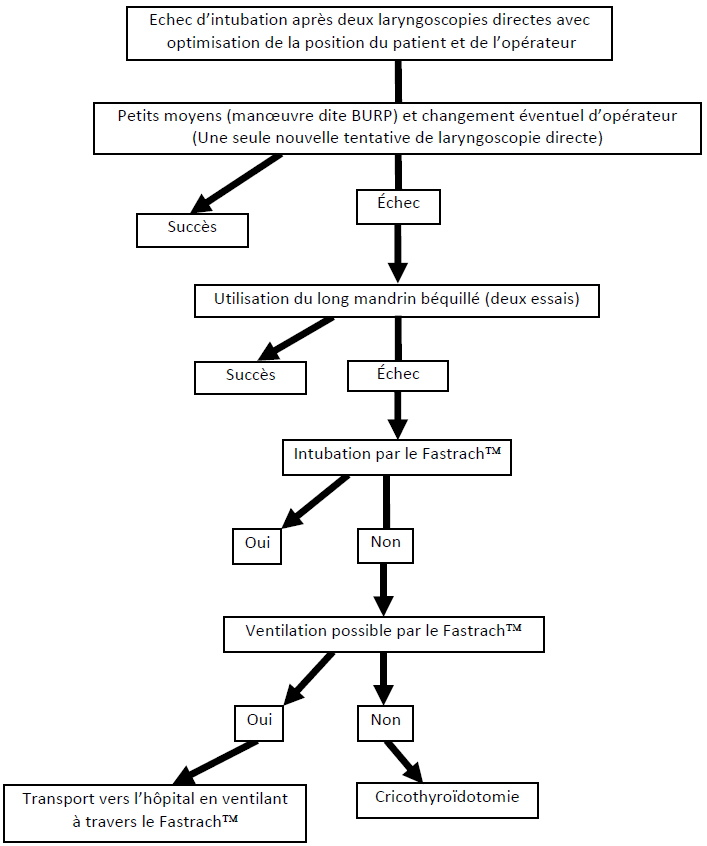 Echec d’intubation après deux laryngoscopies directes avec
optimisation de la position du patient et de l’opérateur
Petits moyens (manœuvre dite BURP) et changement éventuel d’opérateur
(Une seule nouvelle tentative de laryngoscopie directe)
Succès
Échec
Utilisation du long mandrin béquillé (deux essais)
Succès
Échec
Intubation par le Fastrach™
Oui
Non
Ventilation possible par le Fastrach™
Oui
Non
Transport vers l’hôpital en ventilant
à travers le Fastrach™
Cricothyroïdotomie